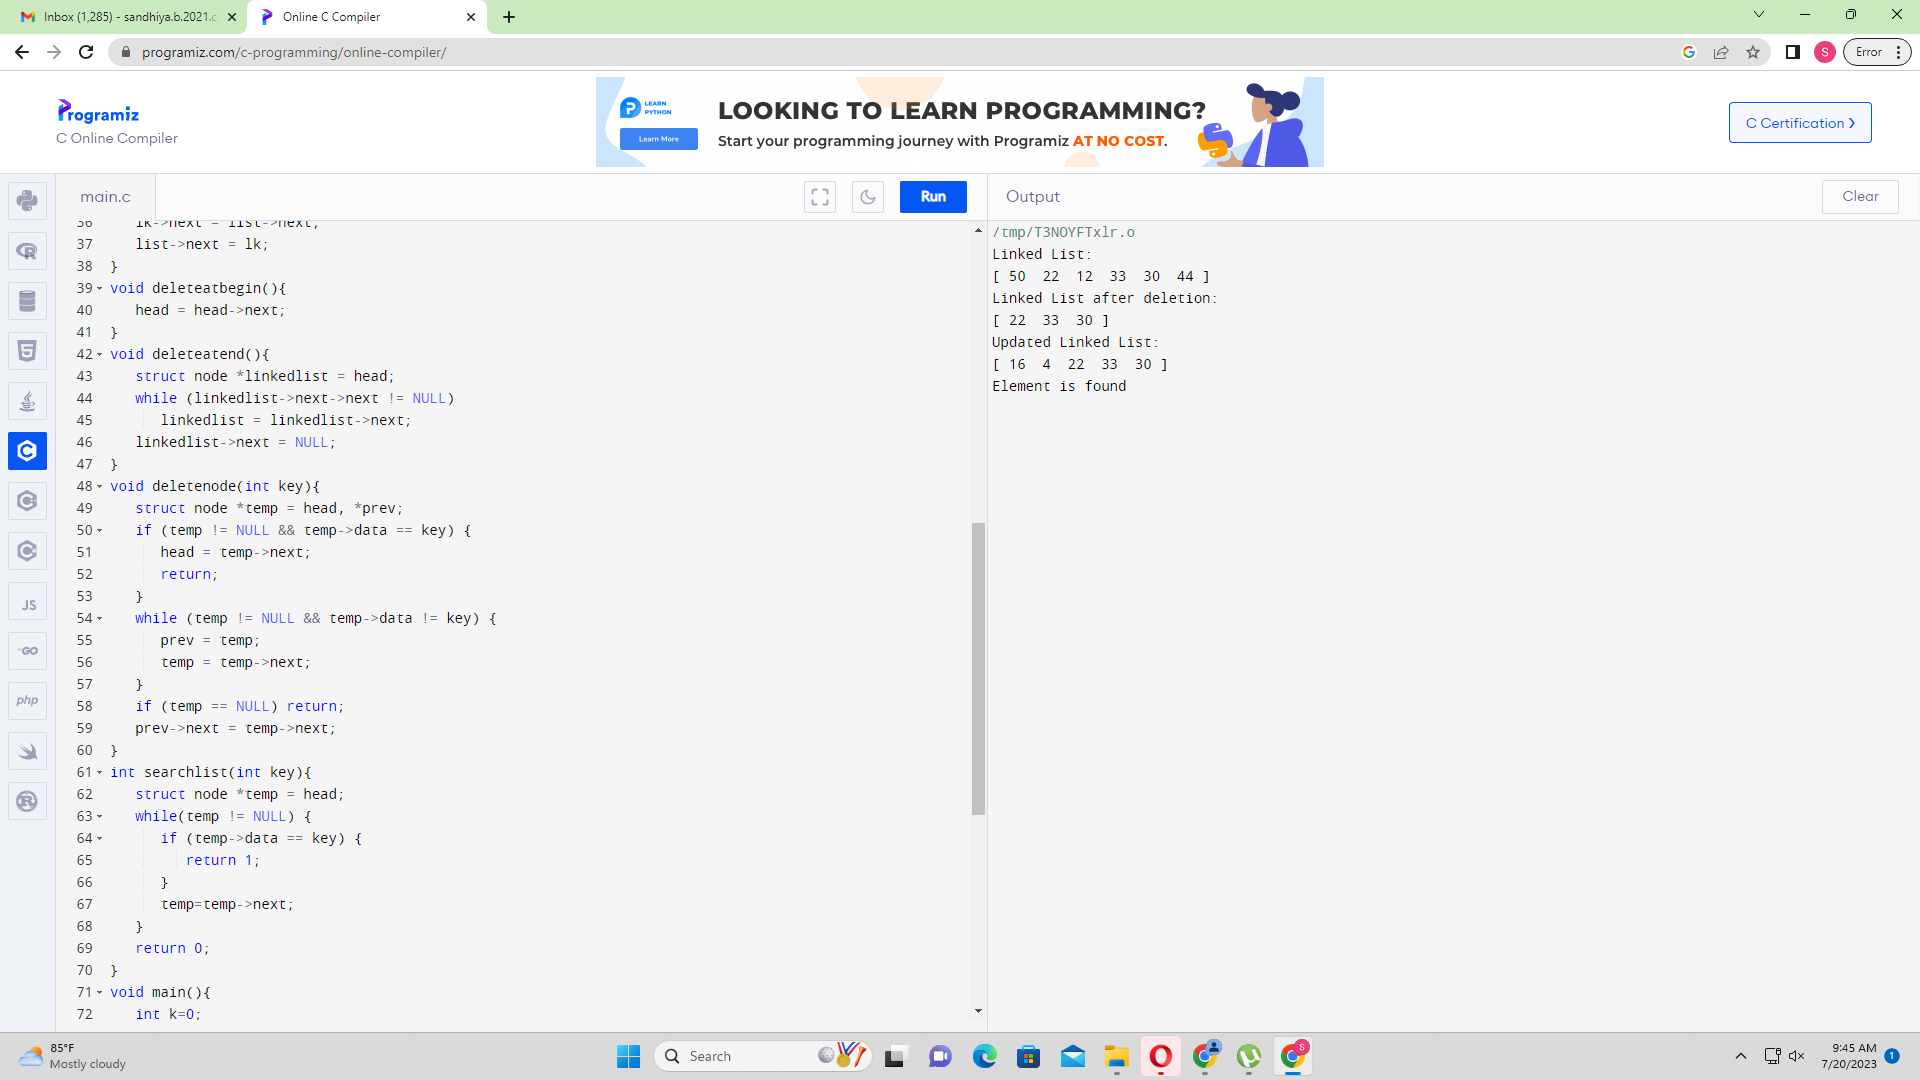 Inbox (1,285) - sandhiya.b.2021.c
Online C Compiler
programiz.com/c-programming/online-compiler/
S
Error
Programiz
C Online Compiler
LEARN PYTHON
Learn More
LOOKING TO LEARN PROGRAMMING?
Start your programming journey with Programiz AT NO COST.
C Certification
main.c
Run
Output
Clear
36 lk->next = list->next;
37 list->next = lk;
38 }
39 void deleteatbegin(){
40 head = head->next;
41 }
42 void deleteatend(){
43 struct node *linkedlist = head;
44 while (linkedlist->next->next != NULL)
45 linkedlist = linkedlist->next;
46 linkedlist->next = NULL;
47 }
48 void deletenode(int key){
49 struct node *temp = head, *prev;
50 if (temp != NULL && temp->data == key) {
51 head = temp->next;
52 return;
53 }
54 while (temp != NULL && temp->data != key) {
55 prev = temp;
56 temp = temp->next;
57 }
58 if (temp == NULL) return;
59 prev->next = temp->next;
60 }
61 int searchlist(int key){
62 struct node *temp = head;
63 while(temp != NULL) {
64 if (temp->data == key) {
65 return 1;
66 }
67 temp=temp->next;
68 }
69 return 0;
70 }
71 void main(){
72 int k=0;
/tmp/T3NOYFTxlr.o
Linked List:
[ 50 22 12 33 30 44 ]
Linked List after deletion:
[ 22 33 30 ]
Updated Linked List:
[ 16 4 22 33 30 ]
Element is found
JS
GO
php
85°F
Mostly cloudy
Search
S
9:45 AM
7/20/2023
1